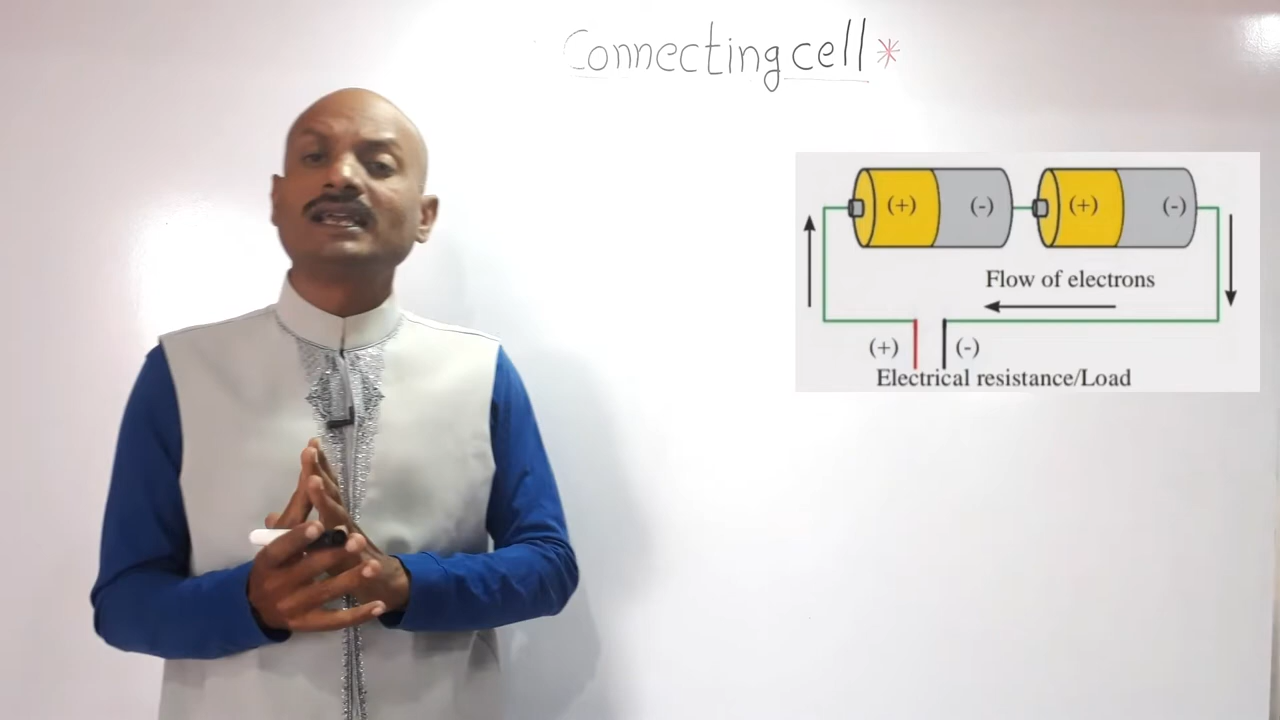 Connecting cell *
(+) (-) (+) (-)
Flow of electrons
(+) (-)
Electrical resistance/Load